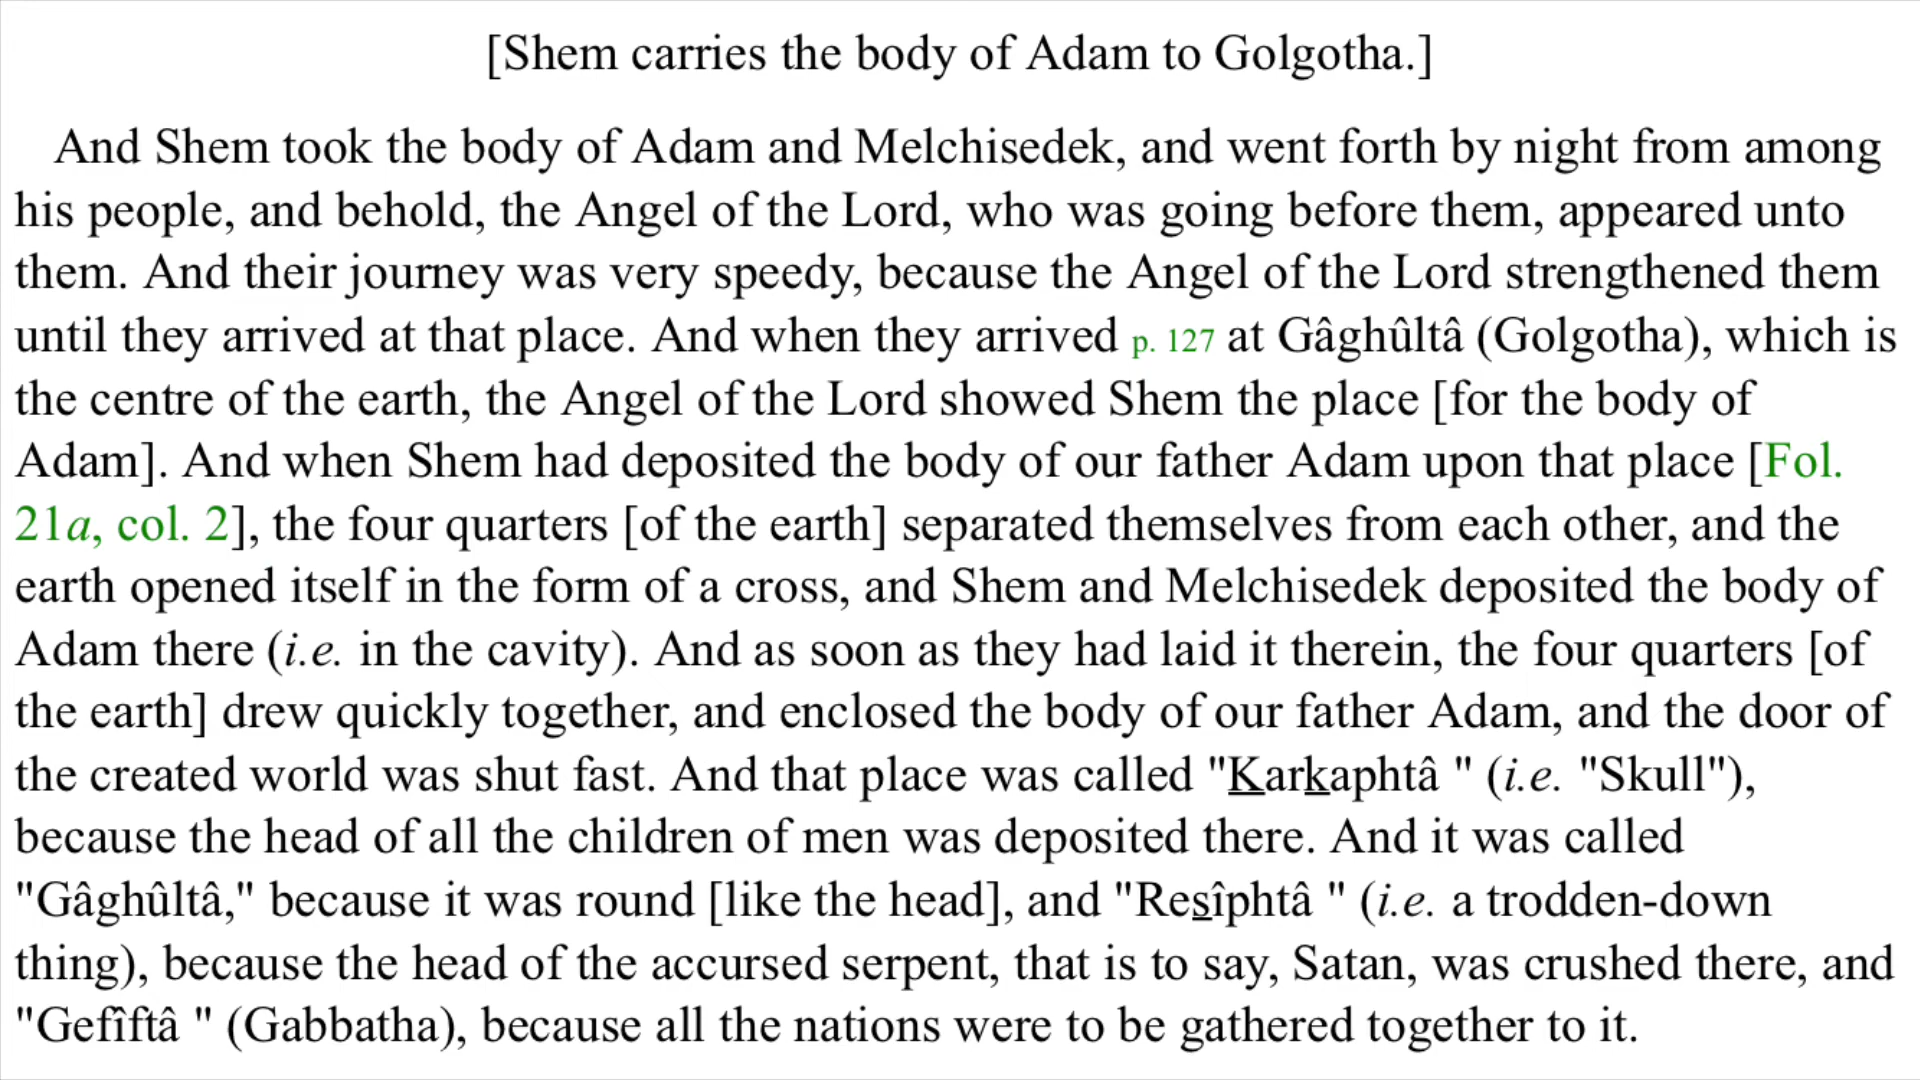 [Shem carries the body of Adam to Golgotha.]
And Shem took the body of Adam and Melchisedek, and went forth by night from among
his people, and behold, the Angel of the Lord, who was going before them, appeared unto
them. And their journey was very speedy, because the Angel of the Lord strengthened them
until they arrived at that place. And when they arrived p. 127 at Gâghûltâ (Golgotha), which is
the centre of the earth, the Angel of the Lord showed Shem the place [for the body of
Adam]. And when Shem had deposited the body of our father Adam upon that place [Fol.
21a, col. 2], the four quarters [of the earth] separated themselves from each other, and the
earth opened itself in the form of a cross, and Shem and Melchisedek deposited the body of
Adam there (i.e. in the cavity). And as soon as they had laid it therein, the four quarters [of
the earth] drew quickly together, and enclosed the body of our father Adam, and the door of
the created world was shut fast. And that place was called "Karkaphtâ " (i.e. "Skull"),
because the head of all the children of men was deposited there. And it was called
"Gâghûltâ," because it was round [like the head], and "Resîphtâ " (i.e. a trodden-down
thing), because the head of the accursed serpent, that is to say, Satan, was crushed there, and
"Gefîftâ " (Gabbatha), because all the nations were to be gathered together to it.